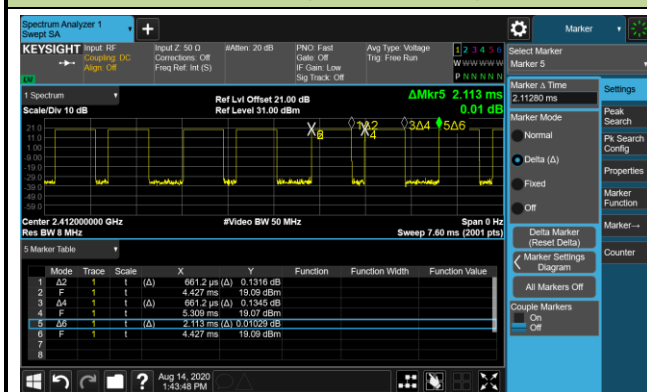 Spectrum Analyzer 1
Swept SA
+
Marker
KEYSIGHT
Input: RF
Coupling: DC
Align: Off
Input Z: 50 Ω
Corrections: Off
Freq Ref: Int (S)
#Atten: 20 dB
PNO: Fast
Gate: Off
IF Gain: Low
Sig Track: Off
Avg Type: Voltage
Trig: Free Run
1 2 3 4 5 6
W W W W W W
P N N N N N
LW
1 Spectrum
Scale/Div 10 dB
Ref Lvl Offset 21.00 dB
Ref Level 31.00 dBm
ΔMkr5 2.113 ms
0.01 dB
21.0
11.0
1.00
-9.00
-19.0
-29.0
-39.0
-49.0
-59.0
1Δ2
3Δ4
5Δ6
Center 2.412000000 GHz
Res BW 8 MHz
#Video BW 50 MHz
Span 0 Hz
Sweep 7.60 ms (2001 pts)
5 Marker Table
Mode Trace Scale X Y Function Function Width Function Value
1 Δ2 1 t (Δ) 661.2 µs (Δ) 0.1316 dB
2 F 1 t 4.427 ms 19.09 dBm
3 Δ4 1 t (Δ) 661.2 µs (Δ) 0.1345 dB
4 F 1 t 5.309 ms 19.07 dBm
5 Δ6 1 t (Δ) 2.113 ms (Δ) 0.01029 dB
6 F 1 t 4.427 ms 19.09 dBm
7
8
Aug 14, 2020
1:43:48 PM
Select Marker
Marker 5
Marker Δ Time
2.11280 ms
Marker Mode
Normal
Delta (Δ)
Fixed
Off
Delta Marker
(Reset Delta)
Marker Settings
Diagram
All Markers Off
Couple Markers
On
Off
Settings
Peak
Search
Pk Search
Config
Properties
Marker
Function
Marker→
Counter